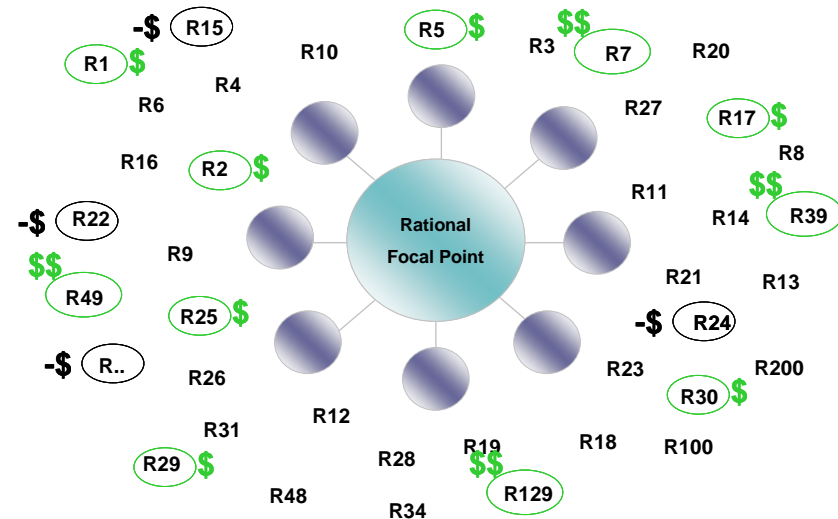 -$ R15
R5 $
$$
R3
R7
R20
R10
R1 $
R4
R6
R27
R17 $
R8
R16
R2 $
$$
R11
R14
R39
-$ R22
Rational
Focal Point
R9
$$
R49
R21
R13
R25 $
-$ R24
-$ R..
R26
R23
R200
R30 $
R12
R31
R19
R18
R100
R28
$$
R29 $
R129
R48
R34